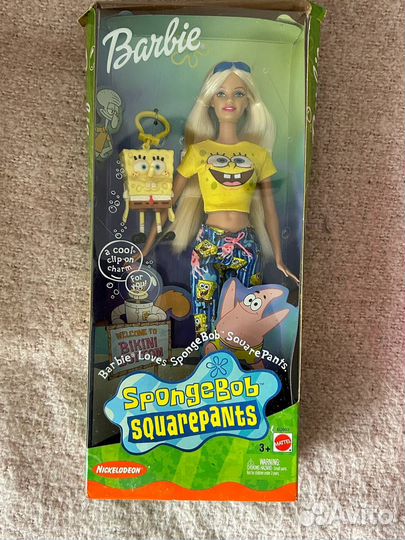 Barbie
a cool
clip-on
charm
for you!
WELCOME TO
BIKINI
Barbie Loves SpongeBob SquarePants
SpongeBob
SQUAREPANTS
3+
MATTEL
NICKELODEON
WARNING:
Avito